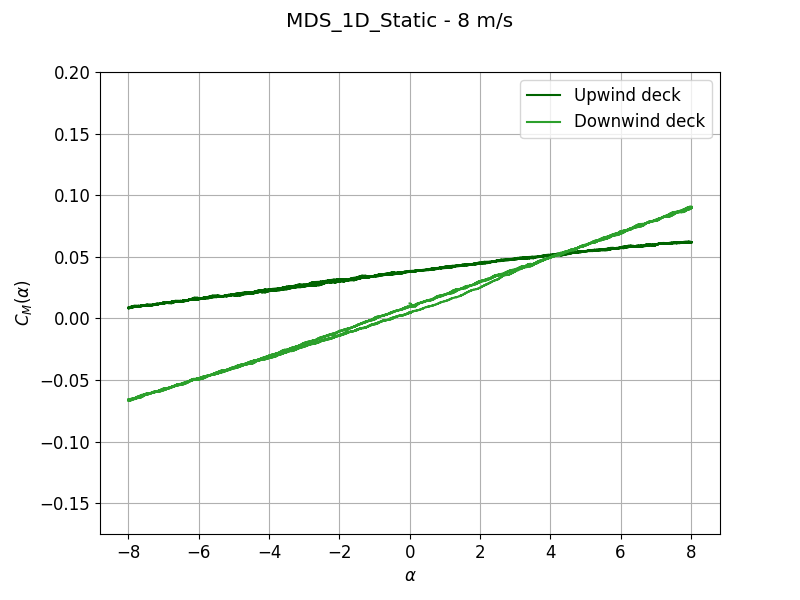 MDS_1D_Static - 8 m/s
Upwind deck
Downwind deck
0.20
0.15
0.10
0.05
0.00
−0.05
−0.10
−0.15
C_M(α)
−8 −6 −4 −2 0 2 4 6 8
α